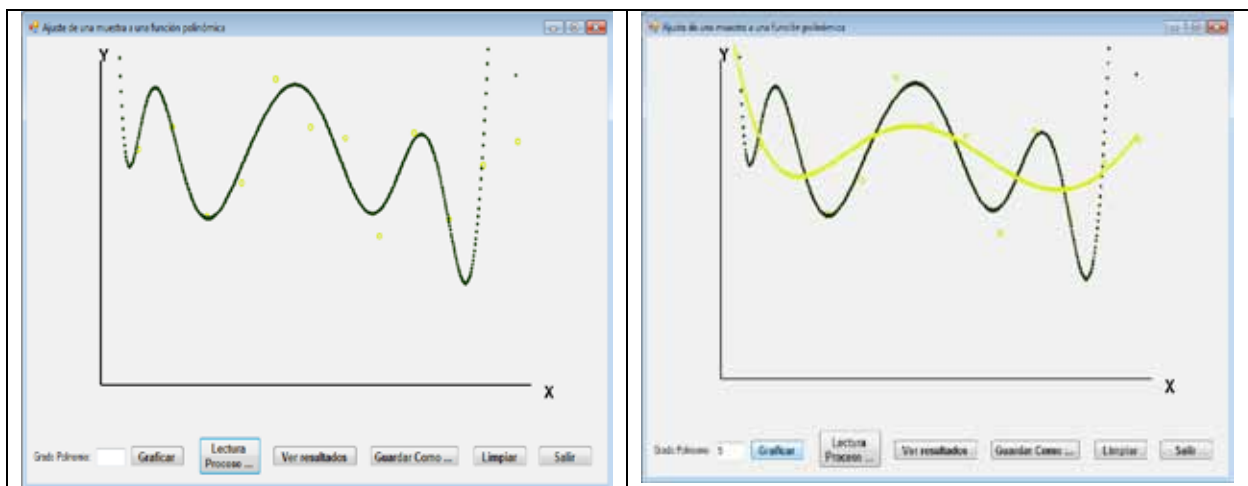 Ajuste de una muestra a una función polinómica
Y
X
Grado Polinomio:
Graficar
Lectura
Proceso ...
Ver resultados
Guardar Como ...
Limpiar
Salir
Ajuste de una muestra a una función polinómica
Y
X
Grado Polinomio: 5
Graficar
Lectura
Proceso ...
Ver resultados
Guardar Como ...
Limpiar
Salir